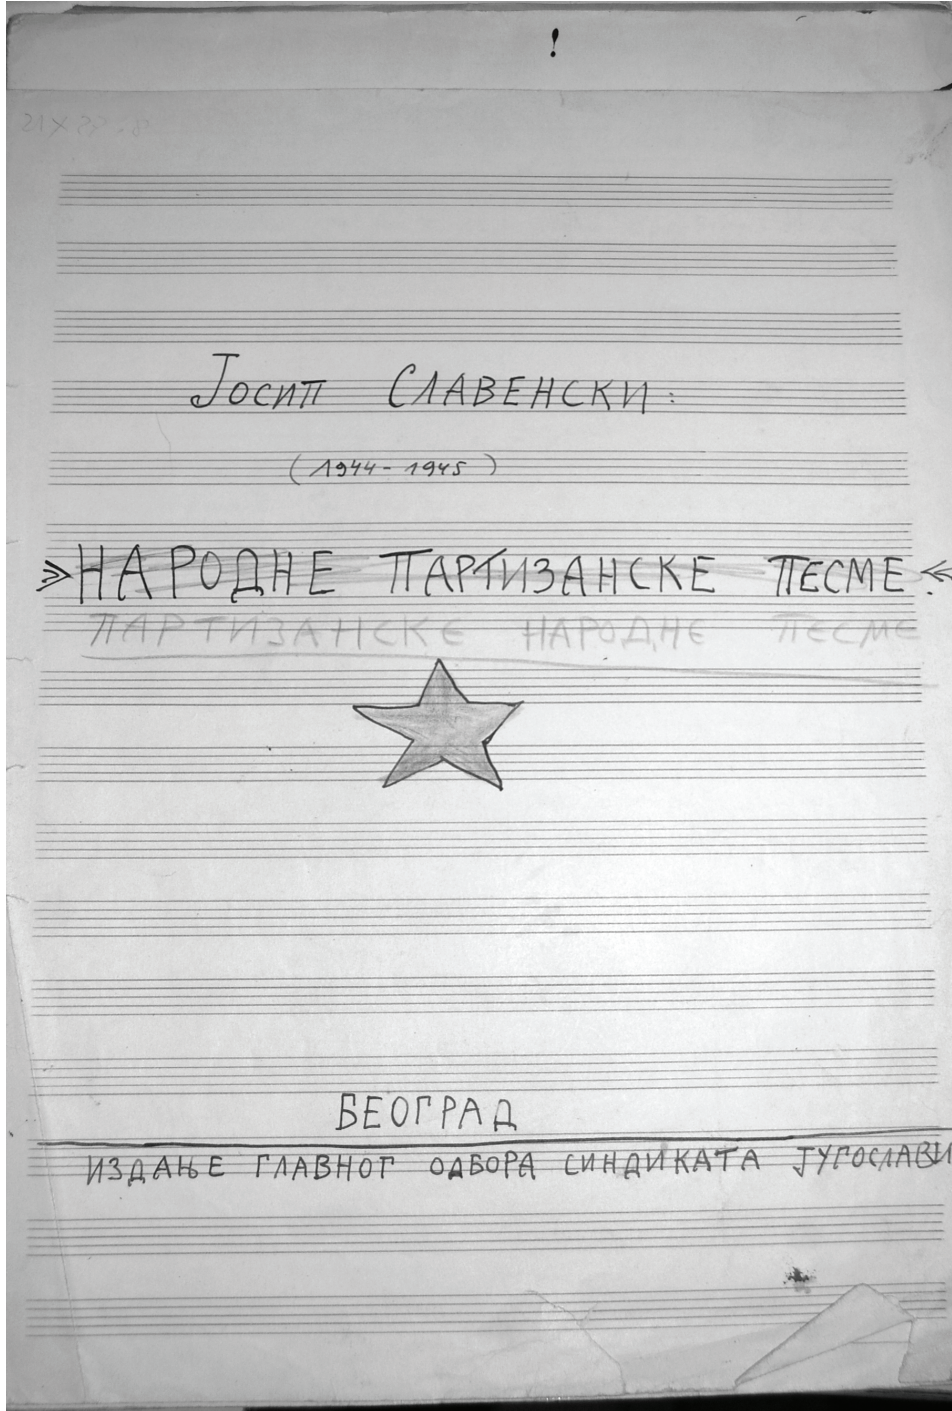 !
Јосип Славенски:
(1944-1945)
»НАРОДНЕ ПАРТИЗАНСКЕ ПЕСМЕ.«
ПАРТИЗАНСКЕ НАРОДНЕ ПЕСМЕ
БЕОГРАД
ИЗДАЊЕ ГЛАВНОГ ОДБОРА СИНДИКАТА ЈУГОСЛАВИ